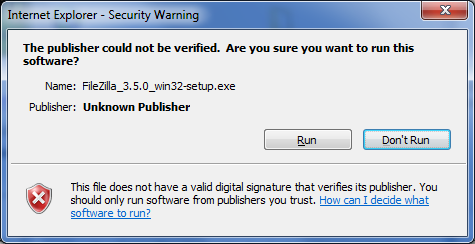 Internet Explorer - Security Warning
The publisher could not be verified.  Are you sure you want to run this
software?
Name: FileZilla_3.5.0_win32-setup.exe
Publisher: Unknown Publisher
Run Don't Run
This file does not have a valid digital signature that verifies its publisher. You
should only run software from publishers you trust. How can I decide what
software to run?